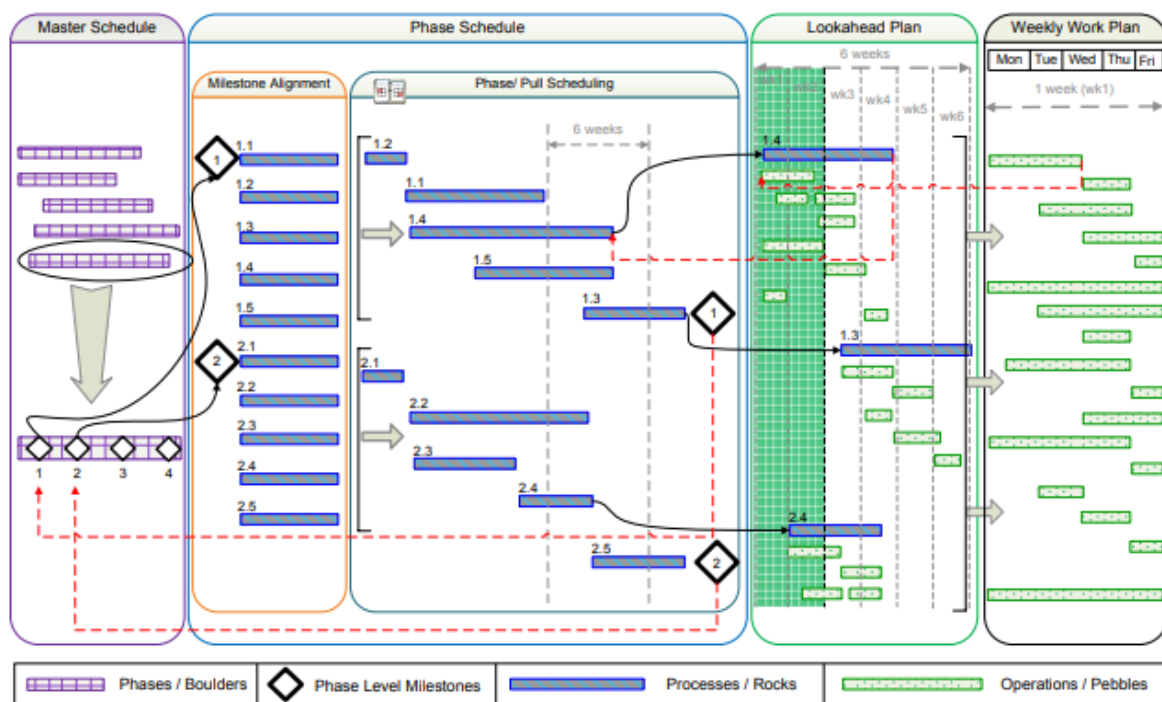 Master Schedule
Phase Schedule
Lookahead Plan
Weekly Work Plan
Milestone Alignment
Phase/ Pull Scheduling
6 weeks
Mon Tue Wed Thu Fri
1 week (wk1)
6 weeks
wk3
wk4
wk5
wk6
1
1.1
1.2
1.3
1.4
1.5
2
2.1
2.2
2.3
2.4
2.5
1.2
1.1
1.4
1.5
1.3
1
2.1
2.2
2.3
2.4
2.5
2
1.4
1.3
2.4
1 2 3 4
Phases / Boulders
Phase Level Milestones
Processes / Rocks
Operations / Pebbles